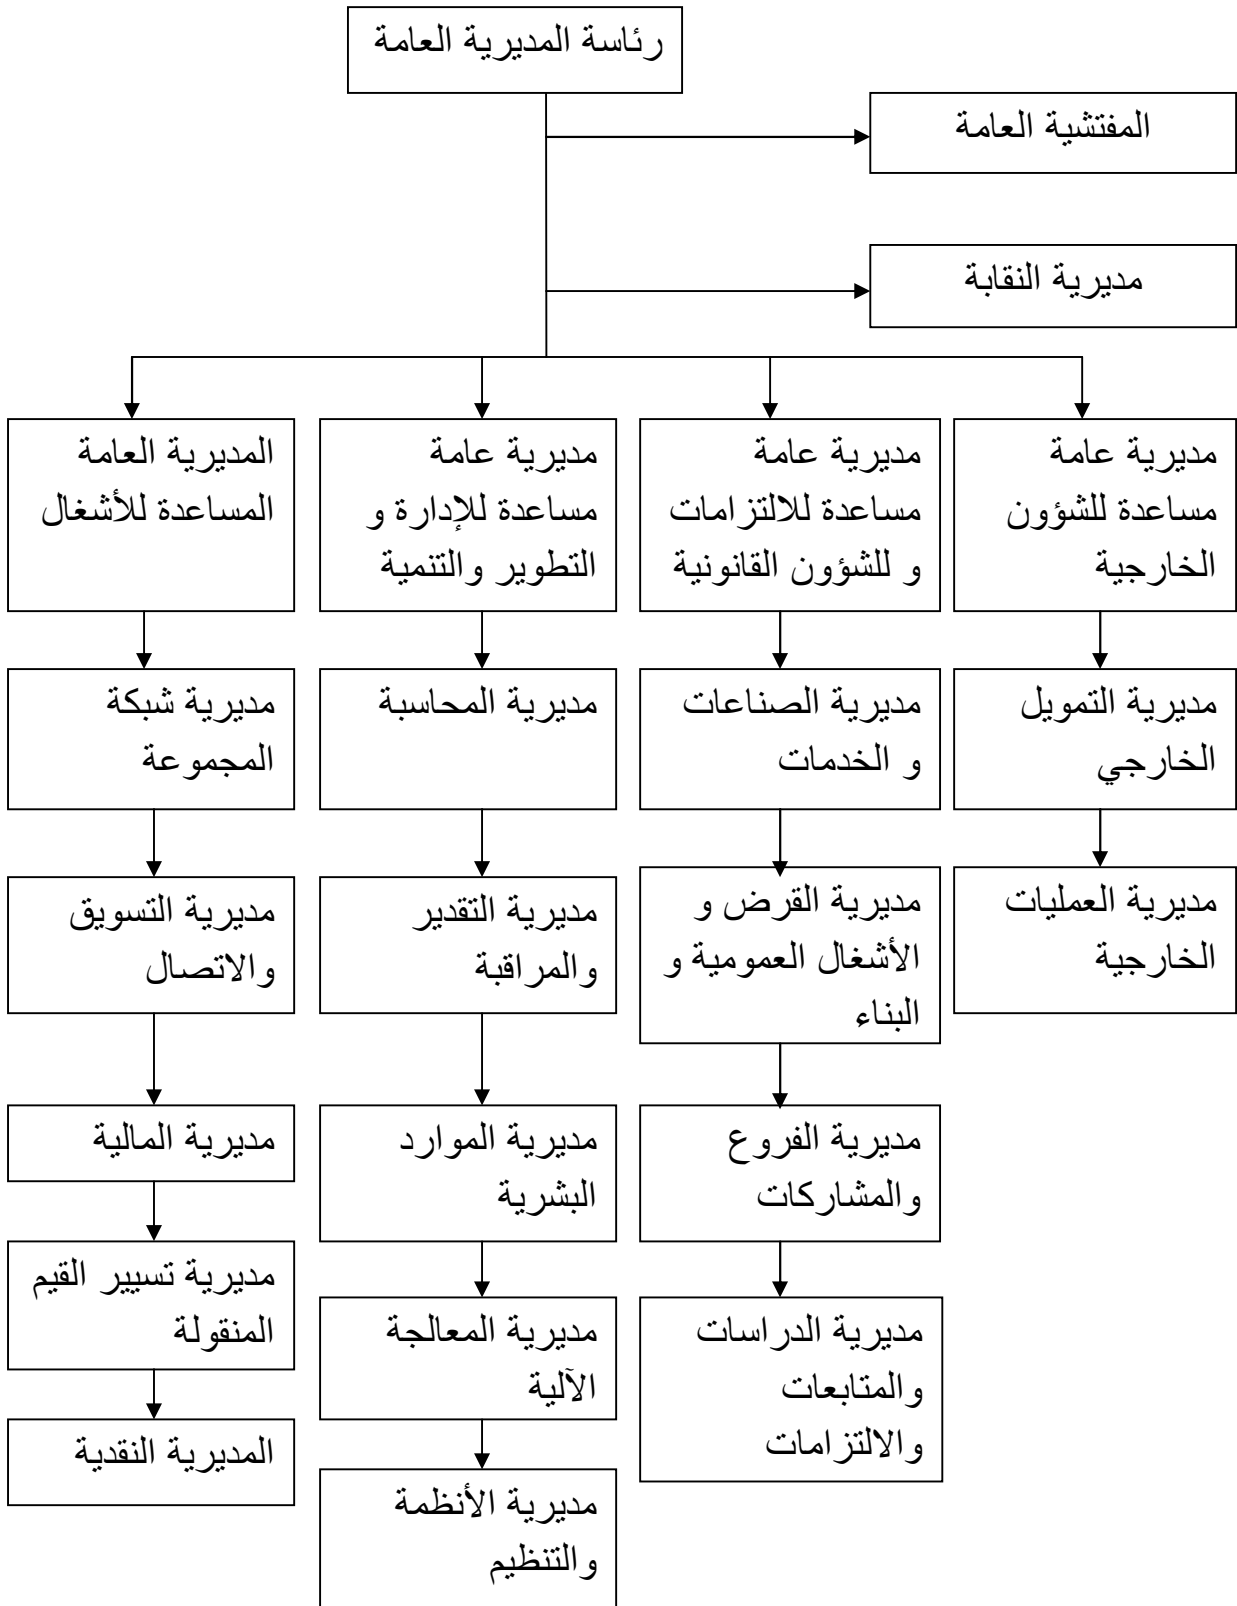 رئاسة المديرية العامة
المفتشية العامة
مديرية النقابة
مديرية عامة
مساعدة للشؤون
الخارجية
مديرية عامة
مساعدة للالتزامات
و للشؤون القانونية
مديرية عامة
مساعدة للإدارة و
التطوير والتنمية
المديرية العامة
المساعدة للأشغال
مديرية التمويل
الخارجي
مديرية الصناعات
و الخدمات
مديرية المحاسبة
مديرية شبكة
المجموعة
مديرية العمليات
الخارجية
مديرية القرض و
الأشغال العمومية و
البناء
مديرية التقدير
والمراقبة
مديرية التسويق
والاتصال
مديرية الفروع
والمشاركات
مديرية الموارد
البشرية
مديرية المالية
مديرية تسيير القيم
المنقولة
مديرية الدراسات
والمتابعات
والالتزامات
مديرية المعالجة
الآلية
المديرية النقدية
مديرية الأنظمة
والتنظيم